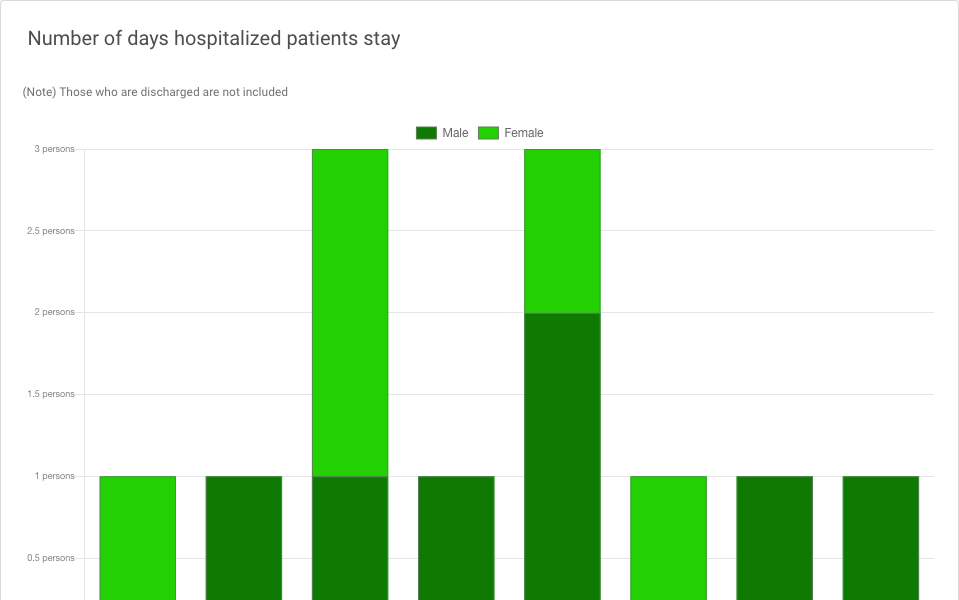 Number of days hospitalized patients stay
(Note) Those who are discharged are not included
Male Female
3 persons
2.5 persons
2 persons
1.5 persons
1 persons
0.5 persons